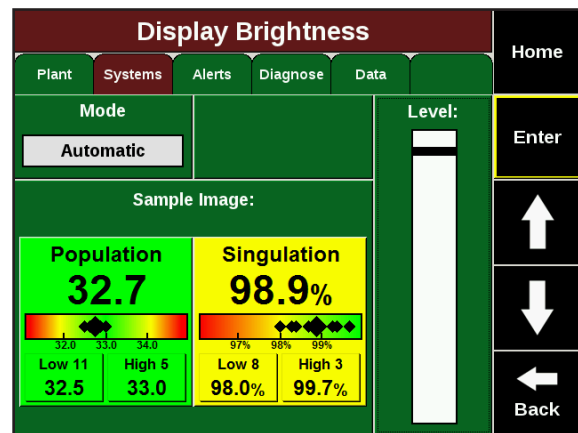 Display Brightness
Home
Plant Systems Alerts Diagnose Data
Mode
Automatic
Level:
Enter
Sample Image:
Population
32.7
32.0 33.0 34.0
Low 11 High 5
32.5 33.0
Singulation
98.9%
97% 98% 99%
Low 8 High 3
98.0% 99.7%
Back